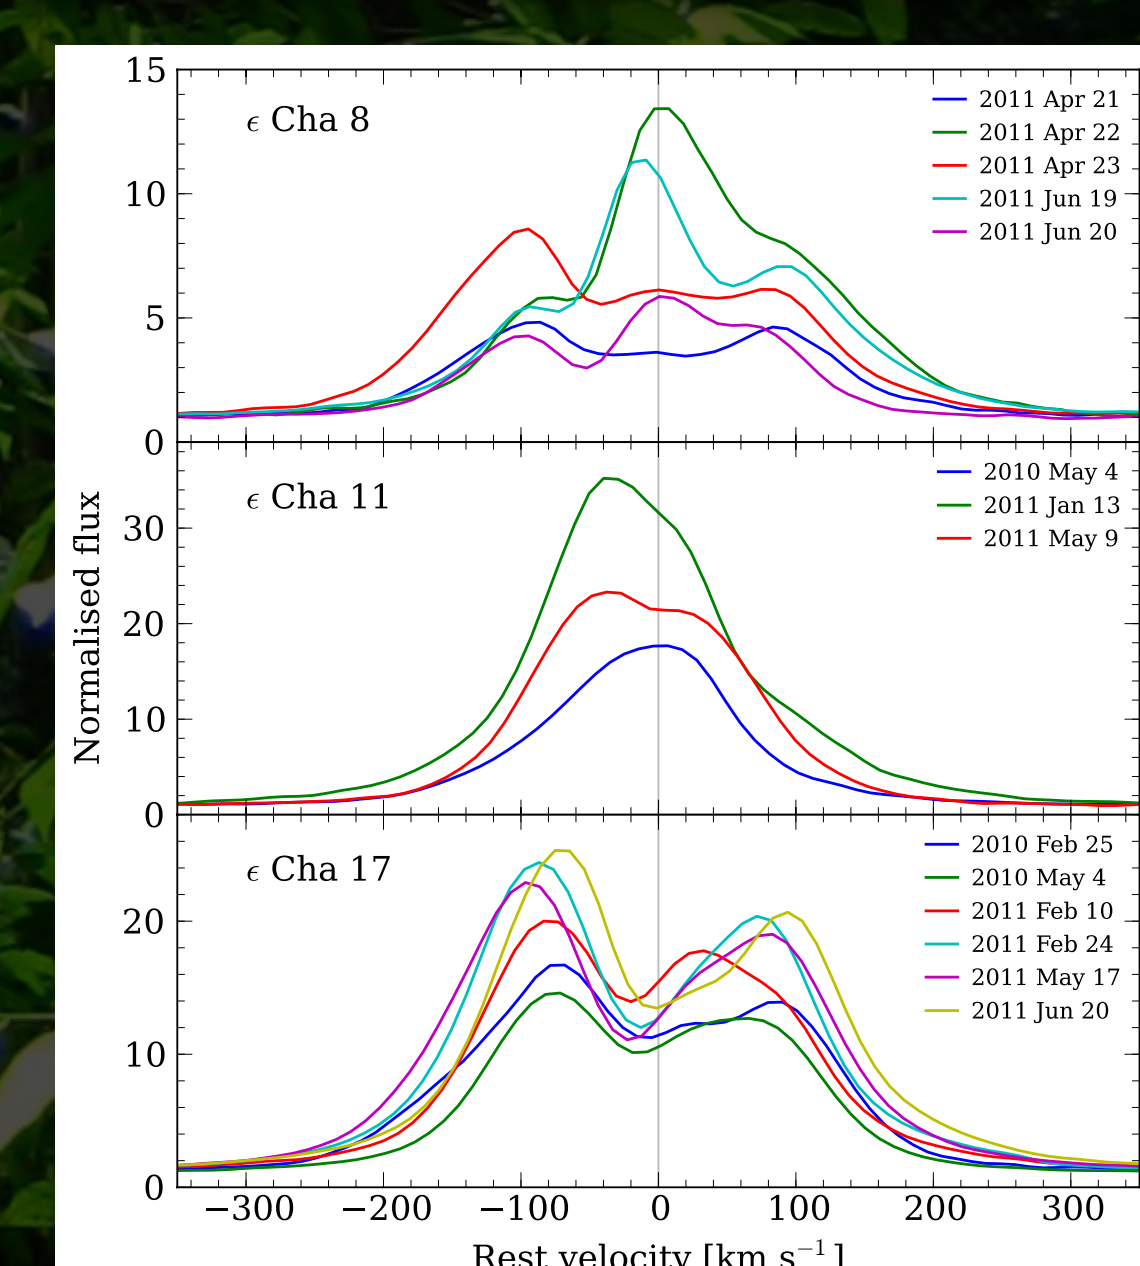 15
ϵ Cha 8
2011 Apr 21
2011 Apr 22
2011 Apr 23
2011 Jun 19
2011 Jun 20
10
5
0
ϵ Cha 11
2010 May 4
2011 Jan 13
2011 May 9
30
20
10
0
Normalised flux
ϵ Cha 17
2010 Feb 25
2010 May 4
2011 Feb 10
2011 Feb 24
2011 May 17
2011 Jun 20
20
10
0
−300 −200 −100 0 100 200 300
Rest velocity [km s⁻¹]